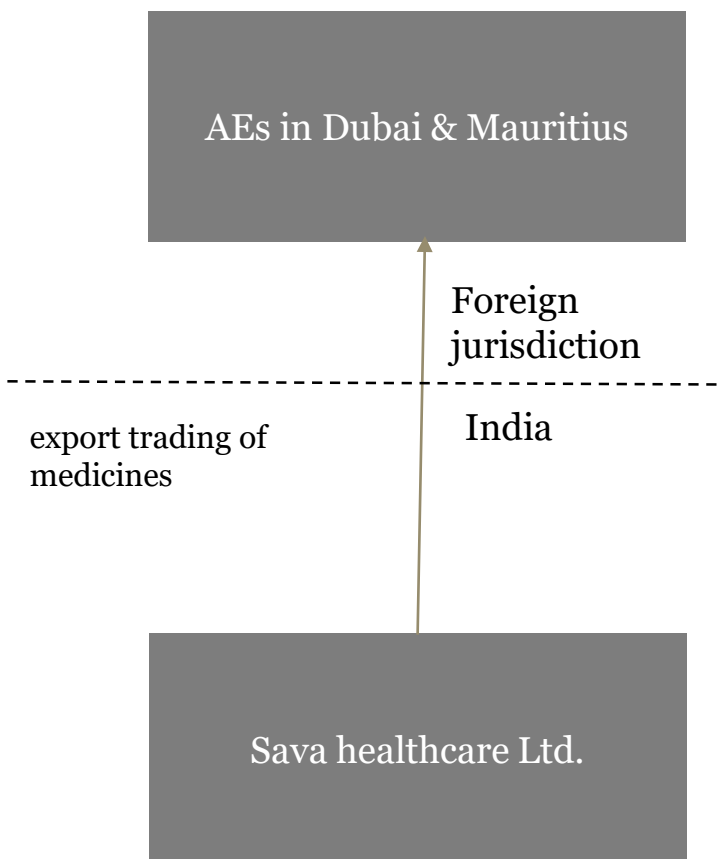 AEs in Dubai & Mauritius
Foreign
jurisdiction
India
export trading of
medicines
Sava healthcare Ltd.